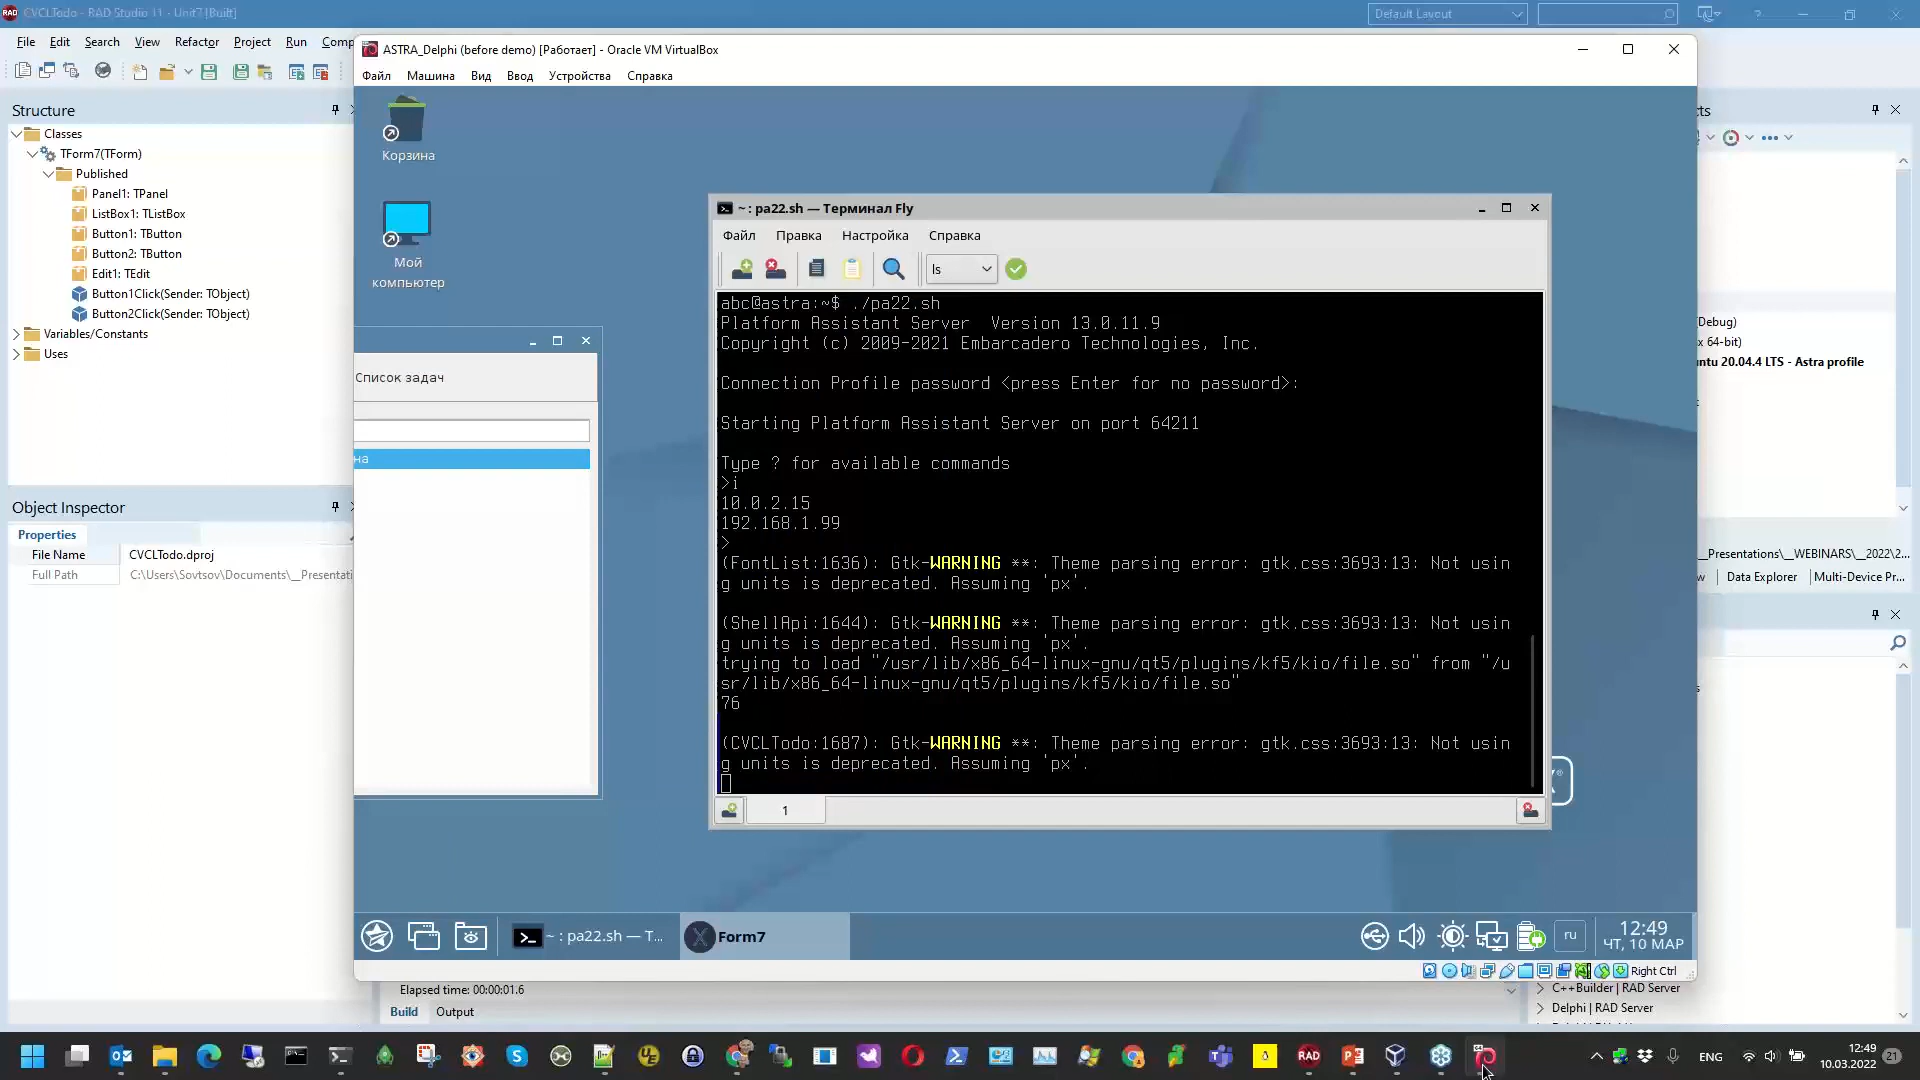 CVCLTodo - RAD Studio 11 - Unit7 [Built]
Default Layout
File Edit Search View Refactor Project Run Comp
ASTRA_Delphi (before demo) [Работает] - Oracle VM VirtualBox
Файл Машина Вид Ввод Устройства Справка
Structure
Classes
TForm7(TForm)
Published
Panel1: TPanel
ListBox1: TListBox
Button1: TButton
Button2: TButton
Edit1: TEdit
Button1Click(Sender: TObject)
Button2Click(Sender: TObject)
Variables/Constants
Uses
Object Inspector
Properties
File Name CVCLTodo.dproj
Full Path C:\Users\Sovtsov\Documents\__Presentati
Корзина
Мой
компьютер
Список задач
на
~ : pa22.sh — Терминал Fly
Файл Правка Настройка Справка
ls
abc@astra:~$ ./pa22.sh
Platform Assistant Server Version 13.0.11.9
Copyright (c) 2009-2021 Embarcadero Technologies, Inc.
Connection Profile password <press Enter for no password>:
Starting Platform Assistant Server on port 64211
Type ? for available commands
>i
10.0.2.15
192.168.1.99
>
(FontList:1636): Gtk-WARNING **: Theme parsing error: gtk.css:3693:13: Not usin
g units is deprecated. Assuming 'px'.
(ShellApi:1644): Gtk-WARNING **: Theme parsing error: gtk.css:3693:13: Not usin
g units is deprecated. Assuming 'px'.
trying to load "/usr/lib/x86_64-linux-gnu/qt5/plugins/kf5/kio/file.so" from "/u
sr/lib/x86_64-linux-gnu/qt5/plugins/kf5/kio/file.so"
76
(CVCLTodo:1687): Gtk-WARNING **: Theme parsing error: gtk.css:3693:13: Not usin
g units is deprecated. Assuming 'px'.
1
~ : pa22.sh — T...
Form7
ru
12:49
ЧТ, 10 МАР
Right Ctrl
cts
(Debug)
x 64-bit)
ntu 20.04.4 LTS - Astra profile
_Presentations\__WEBINARS\__2022\2...
w Data Explorer Multi-Device Pr...
C++Builder | RAD Server
Delphi | RAD Server
Elapsed time: 00:00:01.6
Build Output
ENG
12:49
10.03.2022
21